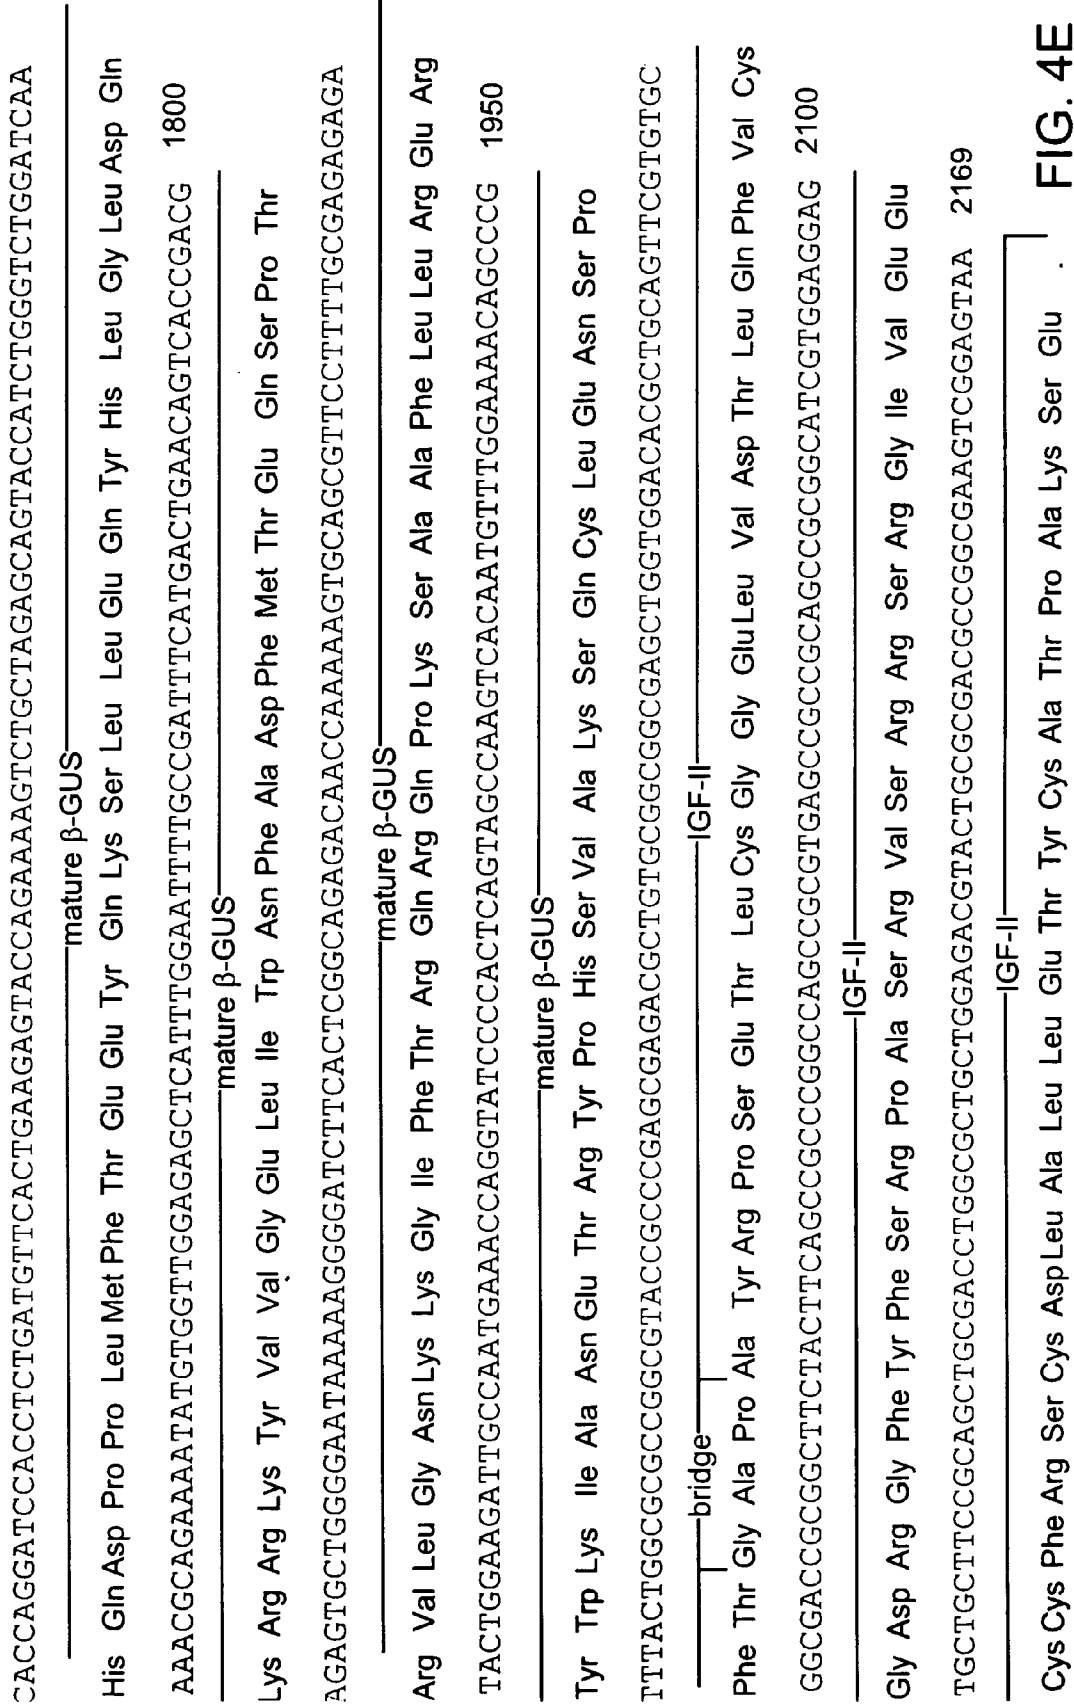 CACCAGGATCCACCTCTGATGTTCACTGAAGAGTACCAGAAAAGTCTGCTAGAGCAGTACCATCTGGGTCTGGATCAA
mature β-GUS
His Gln Asp Pro Pro Leu Met Phe Thr Glu Glu Tyr Gln Lys Ser Leu Leu Glu Gln Tyr His Leu Gly Leu Asp Gln
AAACGCAGAAAATATGTGGTTGGAGAGCTCATTTGGAATTTTGCCGATTTCATGACTGAACAGTCACCGACG 1800
mature β-GUS
Lys Arg Arg Lys Tyr Val Val Gly Glu Leu Ile Trp Asn Phe Ala Asp Phe Met Thr Glu Gln Ser Pro Thr
AGAGTGCTGGGGAATAAAAAGGGGATCTTCACTCGGCAGAGACAACCAAAAAGTGCAGCGTTCCTTTTGCGAGAGAGA
mature β-GUS
Arg Val Leu Gly Asn Lys Lys Gly Ile Phe Thr Arg Gln Arg Gln Pro Lys Ser Ala Ala Phe Leu Leu Arg Glu Arg
TACTGGAAGATTGCCAATGAAACCAGGTATCCCCACTCAGTAGCCAAGTCACAATGTTTGGAAAACAGCCCG 1950
mature β-GUS
Tyr Trp Lys Ile Ala Asn Glu Thr Arg Tyr Pro His Ser Val Ala Lys Ser Gln Cys Leu Glu Asn Ser Pro
TTTACTGGCGCGCCGGCGTACCGCCCGAGCGAGACGCTGTGCGGCGGCGAGCTGGTGGACACGCTGCAGTTCGTGTGC
bridge IGF-II
Phe Thr Gly Ala Pro Ala Tyr Arg Pro Ser Glu Thr Leu Cys Gly Gly Glu Leu Val Asp Thr Leu Gln Phe Val Cys
GGCGACCGCGGCTTCTACTTCAGCCGCCCGGCCAGCCGCGTGAGCCGCCGCAGCCGCGGCATCGTGGAGGAG 2100
IGF-II
Gly Asp Arg Gly Phe Tyr Phe Ser Arg Pro Ala Ser Arg Val Ser Arg Arg Ser Arg Gly Ile Val Glu Glu
TGCTGCTTCCGCAGCTGCGACCTGGCGCTGCTGGAGACGTACTGCGCGACGCCGGCGAAGTCGGAGTAA 2169
IGF-II
Cys Cys Phe Arg Ser Cys Asp Leu Ala Leu Leu Glu Thr Tyr Cys Ala Thr Pro Ala Lys Ser Glu .
FIG. 4E